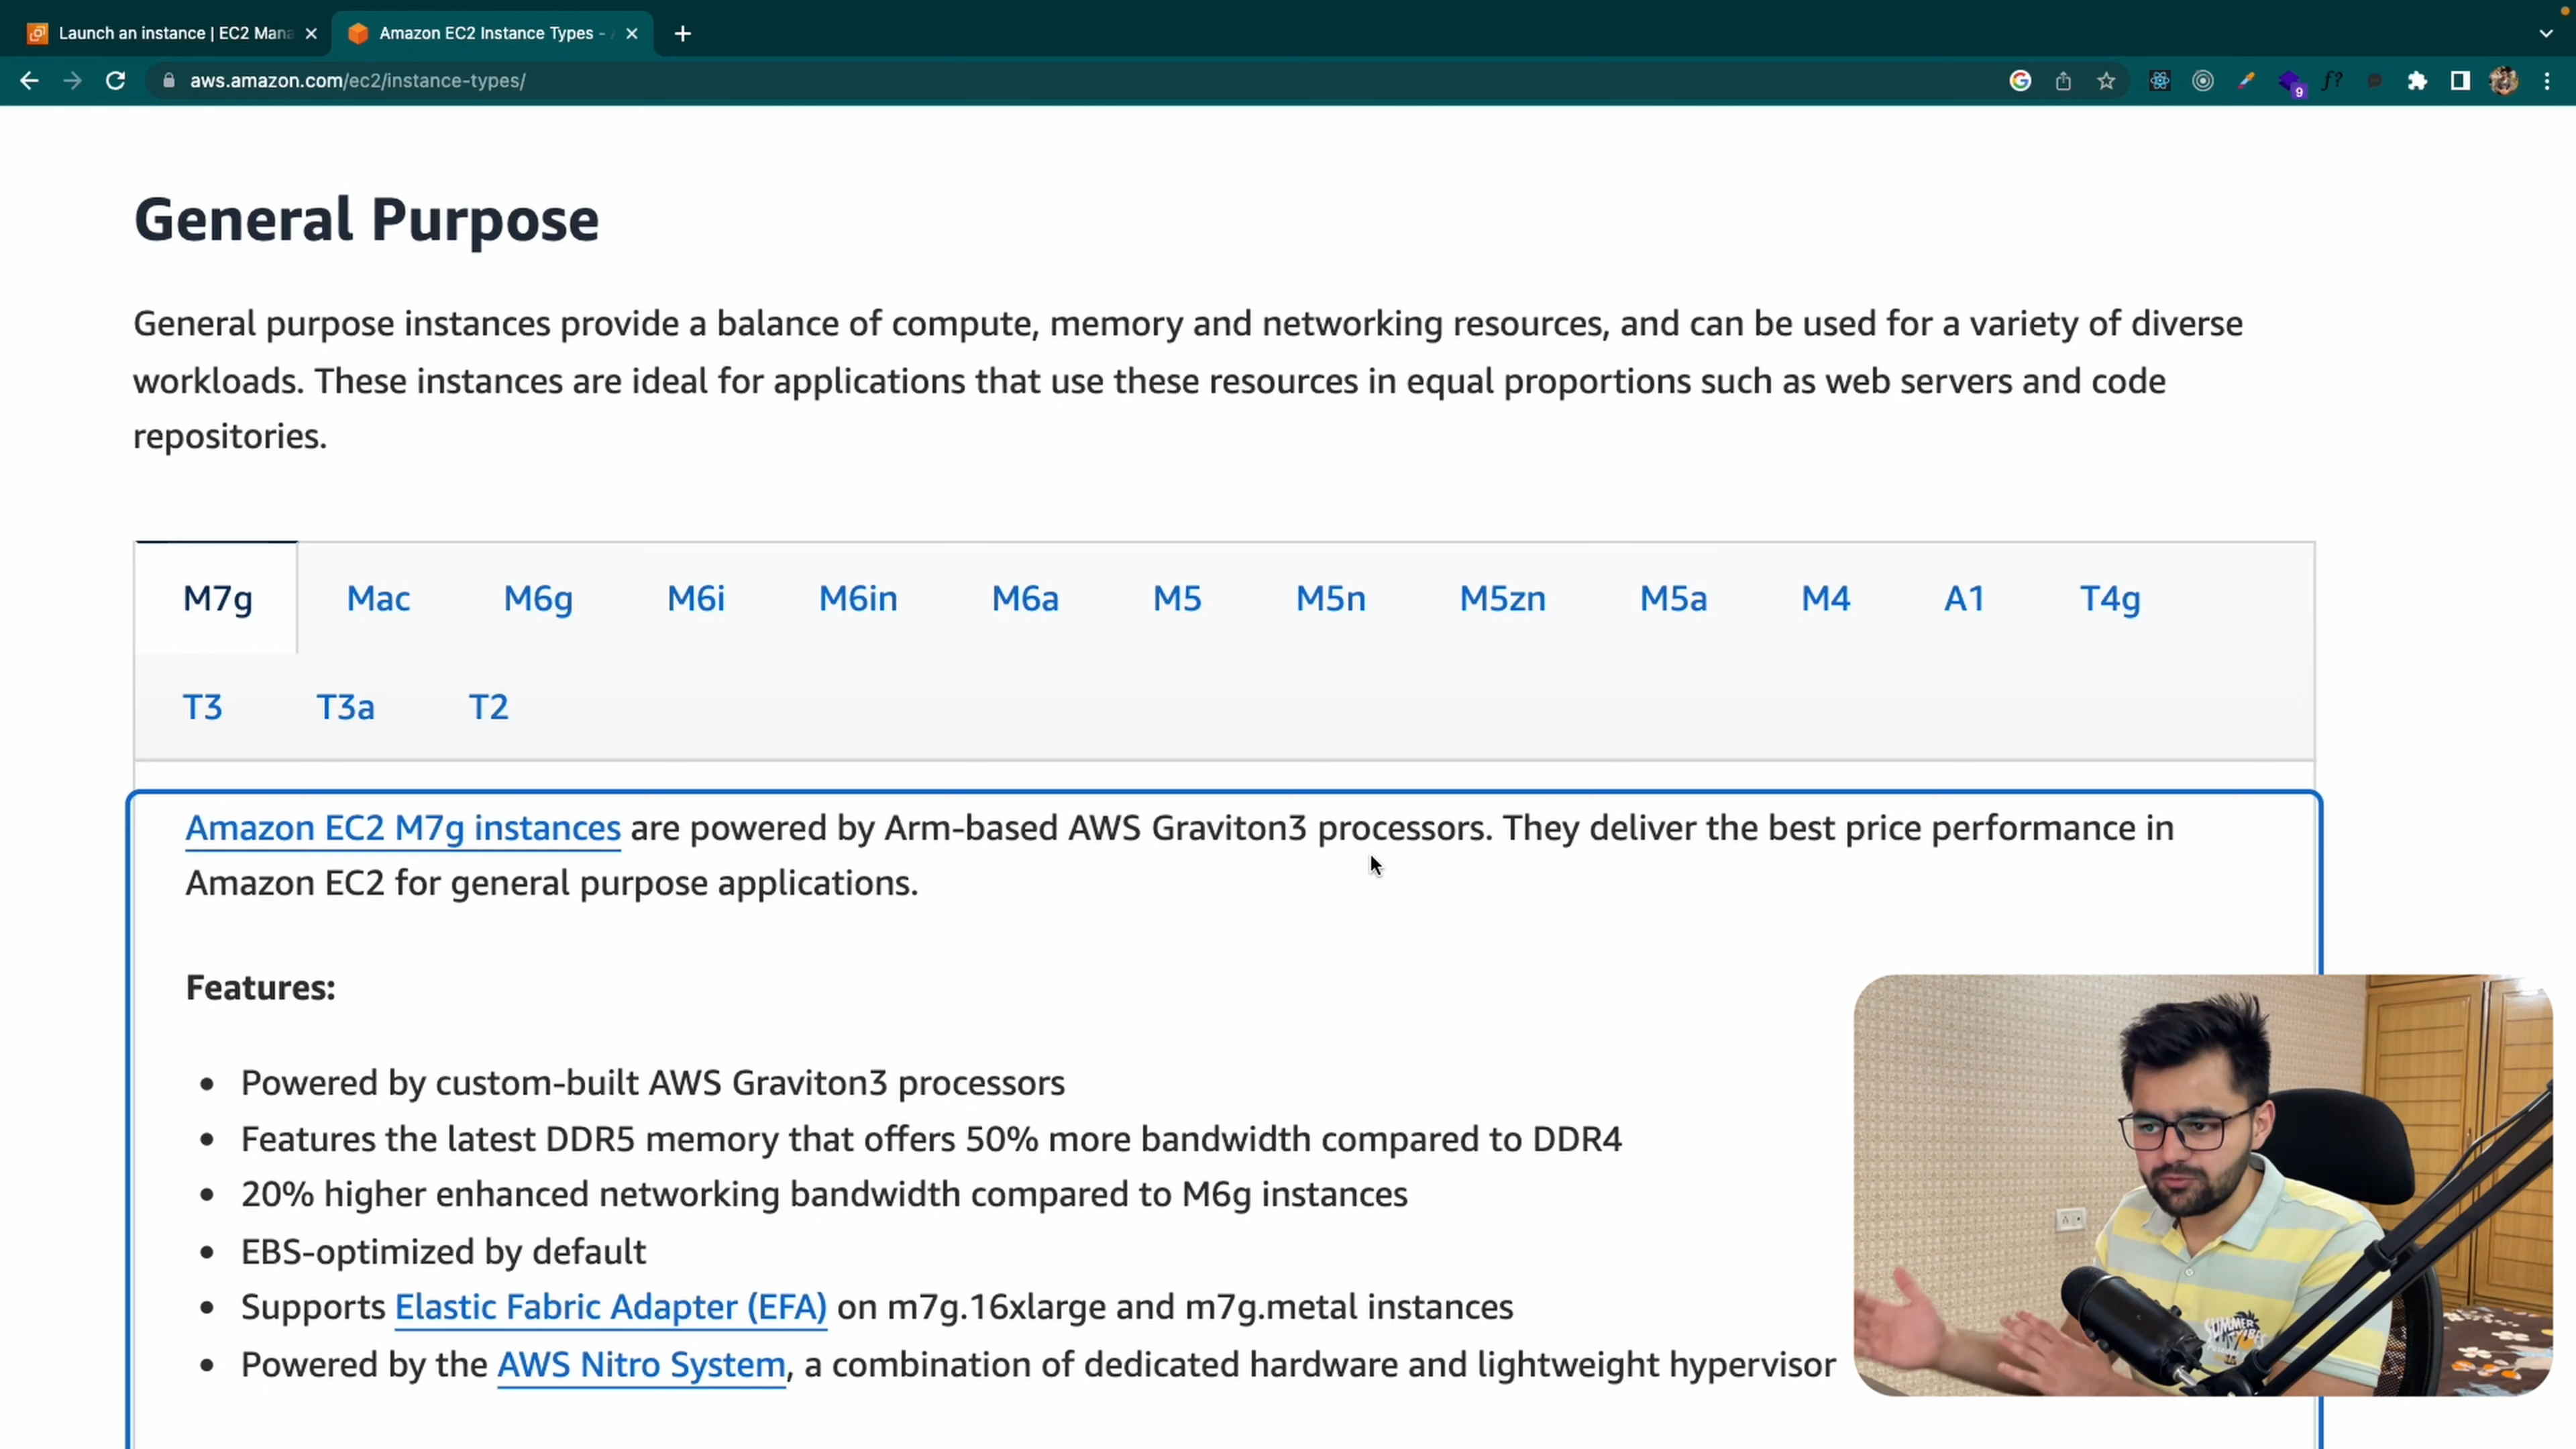 Launch an instance | EC2 Mana
Amazon EC2 Instance Types -
aws.amazon.com/ec2/instance-types/
9
General Purpose
General purpose instances provide a balance of compute, memory and networking resources, and can be used for a variety of diverse
workloads. These instances are ideal for applications that use these resources in equal proportions such as web servers and code
repositories.
M7g Mac M6g M6i M6in M6a M5 M5n M5zn M5a M4 A1 T4g
T3 T3a T2
Amazon EC2 M7g instances are powered by Arm-based AWS Graviton3 processors. They deliver the best price performance in
Amazon EC2 for general purpose applications.
Features:
• Powered by custom-built AWS Graviton3 processors
• Features the latest DDR5 memory that offers 50% more bandwidth compared to DDR4
• 20% higher enhanced networking bandwidth compared to M6g instances
• EBS-optimized by default
• Supports Elastic Fabric Adapter (EFA) on m7g.16xlarge and m7g.metal instances
• Powered by the AWS Nitro System, a combination of dedicated hardware and lightweight hypervisor
SUMMER